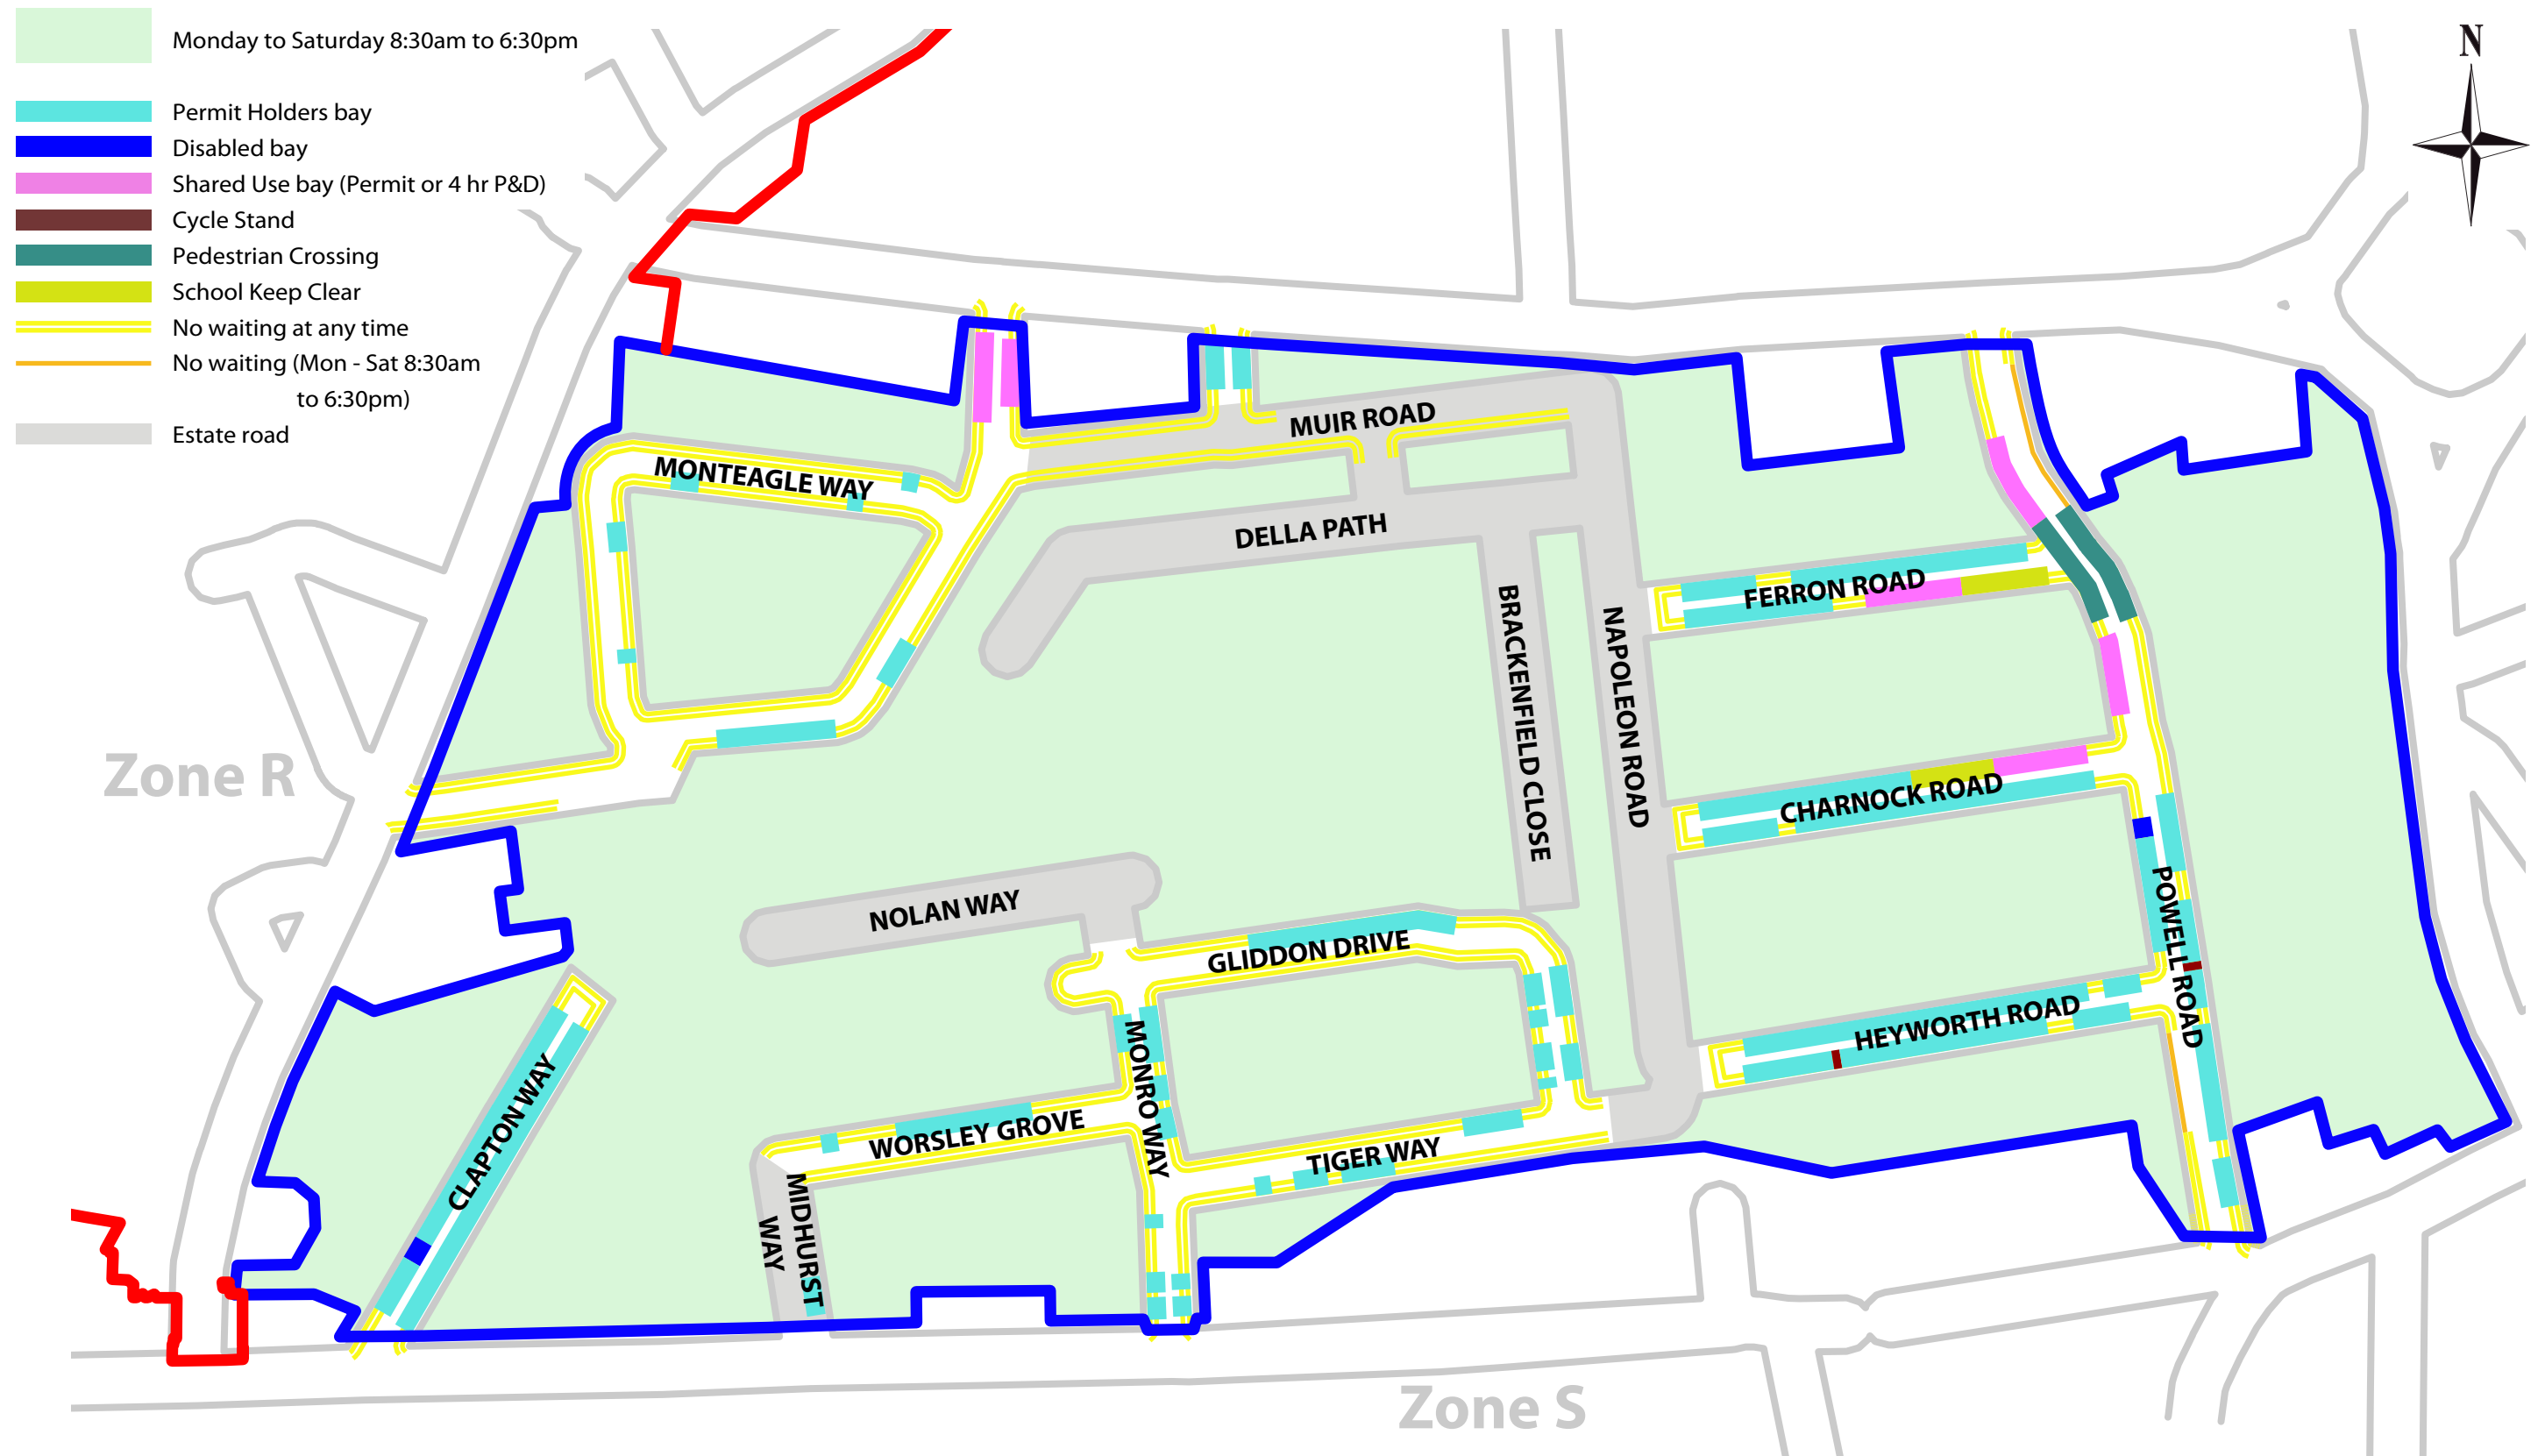 Monday to Saturday 8:30am to 6:30pm
Permit Holders bay
Disabled bay
Shared Use bay (Permit or 4 hr P&D)
Cycle Stand
Pedestrian Crossing
School Keep Clear
No waiting at any time
No waiting (Mon - Sat 8:30am
to 6:30pm)
Estate road
N
MUIR ROAD
MONTEAGLE WAY
DELLA PATH
BRACKENFIELD CLOSE
NAPOLEON ROAD
FERRON ROAD
Zone R
CHARNOCK ROAD
POWELL ROAD
NOLAN WAY
GLIDDON DRIVE
HEYWORTH ROAD
MONRO WAY
CLAPTON WAY
WORSLEY GROVE
TIGER WAY
MIDHURST
WAY
Zone S